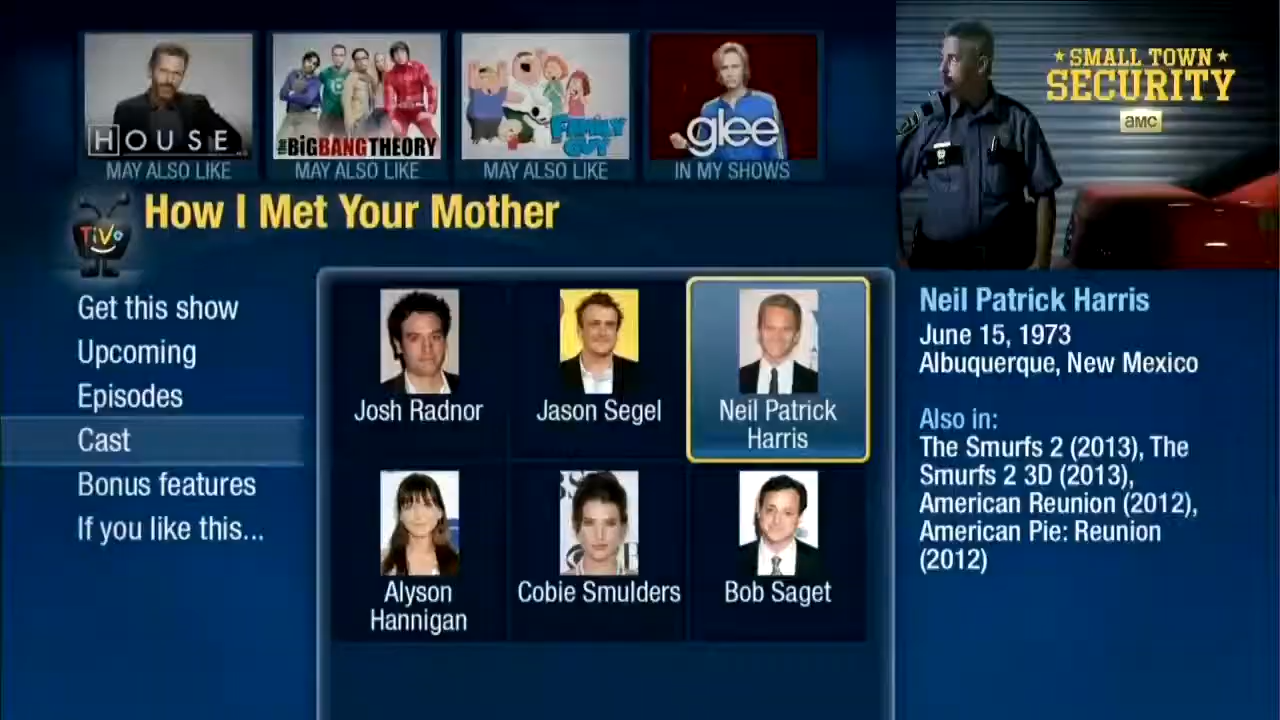 HOUSE
THE BIG BANG THEORY
FAMILY GUY
glee
MAY ALSO LIKE
MAY ALSO LIKE
MAY ALSO LIKE
IN MY SHOWS
SMALL TOWN
SECURITY
amc
TiVo
How I Met Your Mother
Get this show
Upcoming
Episodes
Cast
Bonus features
If you like this...
Josh Radnor
Jason Segel
Neil Patrick
Harris
Alyson
Hannigan
Cobie Smulders
Bob Saget
Neil Patrick Harris
June 15, 1973
Albuquerque, New Mexico
Also in:
The Smurfs 2 (2013), The
Smurfs 2 3D (2013),
American Reunion (2012),
American Pie: Reunion
(2012)